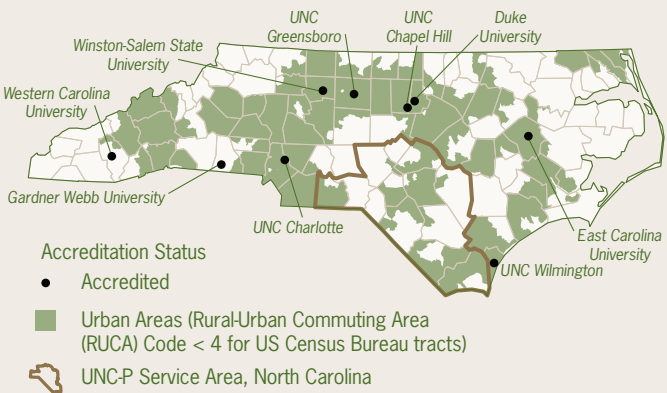 UNC
Greensboro
UNC
Chapel Hill
Duke
University
Winston-Salem State
University
Western Carolina
University
Gardner Webb University
UNC Charlotte
East Carolina
University
UNC Wilmington
Accreditation Status
Accredited
Urban Areas (Rural-Urban Commuting Area
(RUCA) Code < 4 for US Census Bureau tracts)
UNC-P Service Area, North Carolina